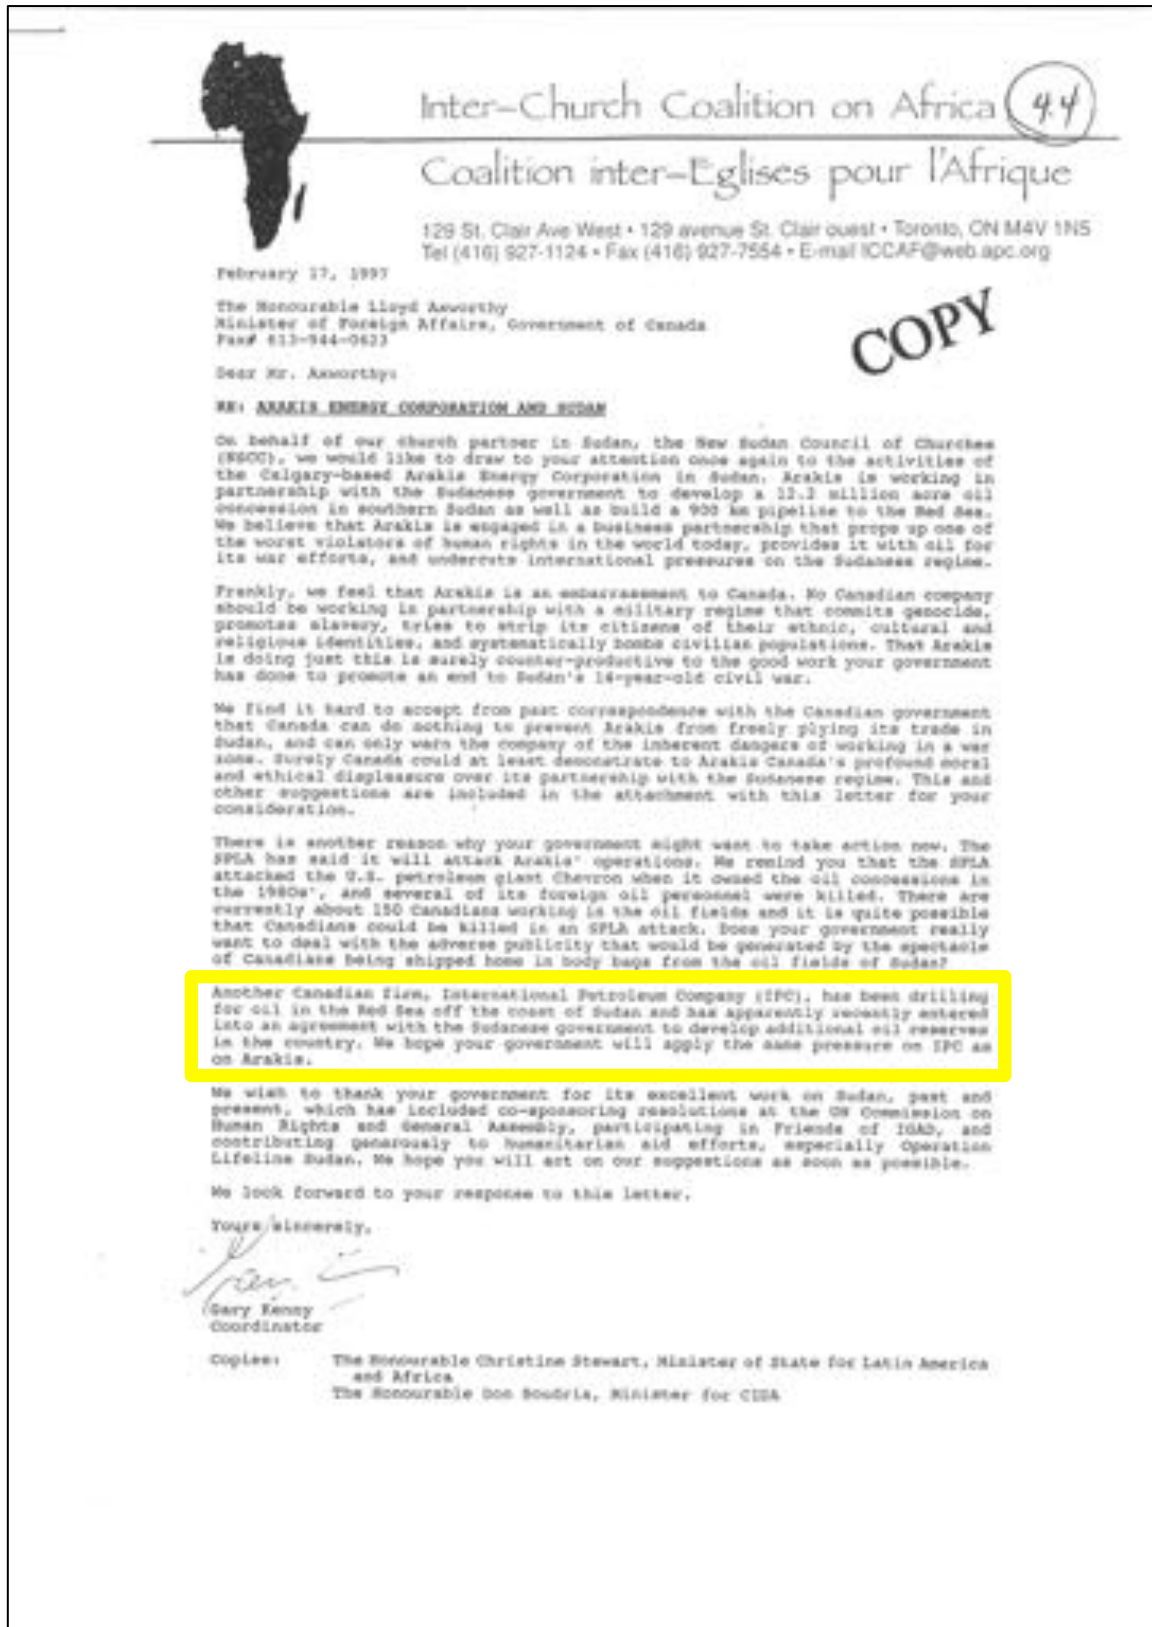 Inter-Church Coalition on Africa
4.4
Coalition inter-Eglises pour l'Afrique
129 St. Clair Ave West • 129 avenue St. Clair ouest • Toronto, ON M4V 1N5
Tel (416) 927-1124 • Fax (416) 927-7554 • E-mail ICCAF@web.apc.org
February 17, 1997
The Honourable Lloyd Axworthy
Minister of Foreign Affairs, Government of Canada
Fax# 613-944-0623
COPY
Dear Mr. Axworthy:
RE: ARAKIS ENERGY CORPORATION AND SUDAN
On behalf of our church partner in Sudan, the New Sudan Council of Churches
(NSCC), we would like to draw to your attention once again to the activities of
the Calgary-based Arakis Energy Corporation in Sudan. Arakis is working in
partnership with the Sudanese government to develop a 12.2 million acre oil
concession in southern Sudan as well as build a 900 km pipeline to the Red Sea.
We believe that Arakis is engaged in a business partnership that props up one of
the worst violators of human rights in the world today, provides it with oil for
its war efforts, and undercuts international pressures on the Sudanese regime.
Frankly, we feel that Arakis is an embarrassment to Canada. No Canadian company
should be working in partnership with a military regime that commits genocide,
promotes slavery, tries to strip its citizens of their ethnic, cultural and
religious identities, and systematically bombs civilian populations. That Arakis
is doing just this is surely counter-productive to the good work your government
has done to promote an end to Sudan's 14-year-old civil war.
We find it hard to accept from past correspondence with the Canadian government
that Canada can do nothing to prevent Arakis from freely plying its trade in
Sudan, and can only warn the company of the inherent dangers of working in a war
zone. Surely Canada could at least demonstrate to Arakis Canada's profound moral
and ethical displeasure over its partnership with the Sudanese regime. This and
other suggestions are included in the attachment with this letter for your
consideration.
There is another reason why your government might want to take action now. The
SPLA has said it will attack Arakis' operations. We remind you that the SPLA
attacked the U.S. petroleum giant Chevron when it owned the oil concessions in
the 1980s', and several of its foreign oil personnel were killed. There are
currently about 150 Canadians working in the oil fields and it is quite possible
that Canadians could be killed in an SPLA attack. Does your government really
want to deal with the adverse publicity that would be generated by the spectacle
of Canadians being shipped home in body bags from the oil fields of Sudan?
Another Canadian firm, International Petroleum Company (IPC), has been drilling
for oil in the Red Sea off the coast of Sudan and has apparently recently entered
into an agreement with the Sudanese government to develop additional oil reserves
in the country. We hope your government will apply the same pressure on IPC as
on Arakis.
We wish to thank your government for its excellent work on Sudan, past and
present, which has included co-sponsoring resolutions at the UN Commission on
Human Rights and General Assembly, participating in Friends of IGAD, and
contributing generously to humanitarian aid efforts, especially Operation
Lifeline Sudan. We hope you will act on our suggestions as soon as possible.
We look forward to your response to this letter.
Yours sincerely,
Gary Kenny
Coordinator
Copies: The Honourable Christine Stewart, Minister of State for Latin America
and Africa
The Honourable Don Boudria, Minister for CIDA